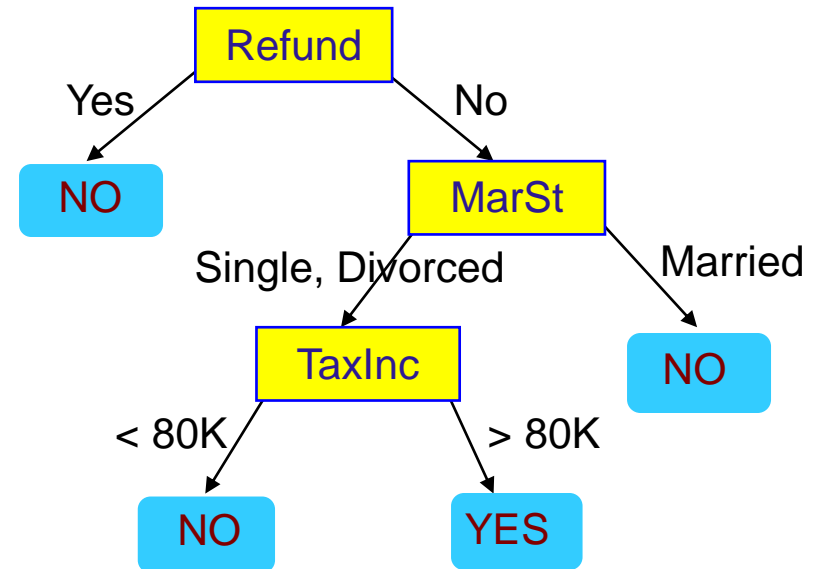 Refund
Yes
No
NO
MarSt
Single, Divorced
Married
TaxInc
NO
< 80K
> 80K
NO
YES